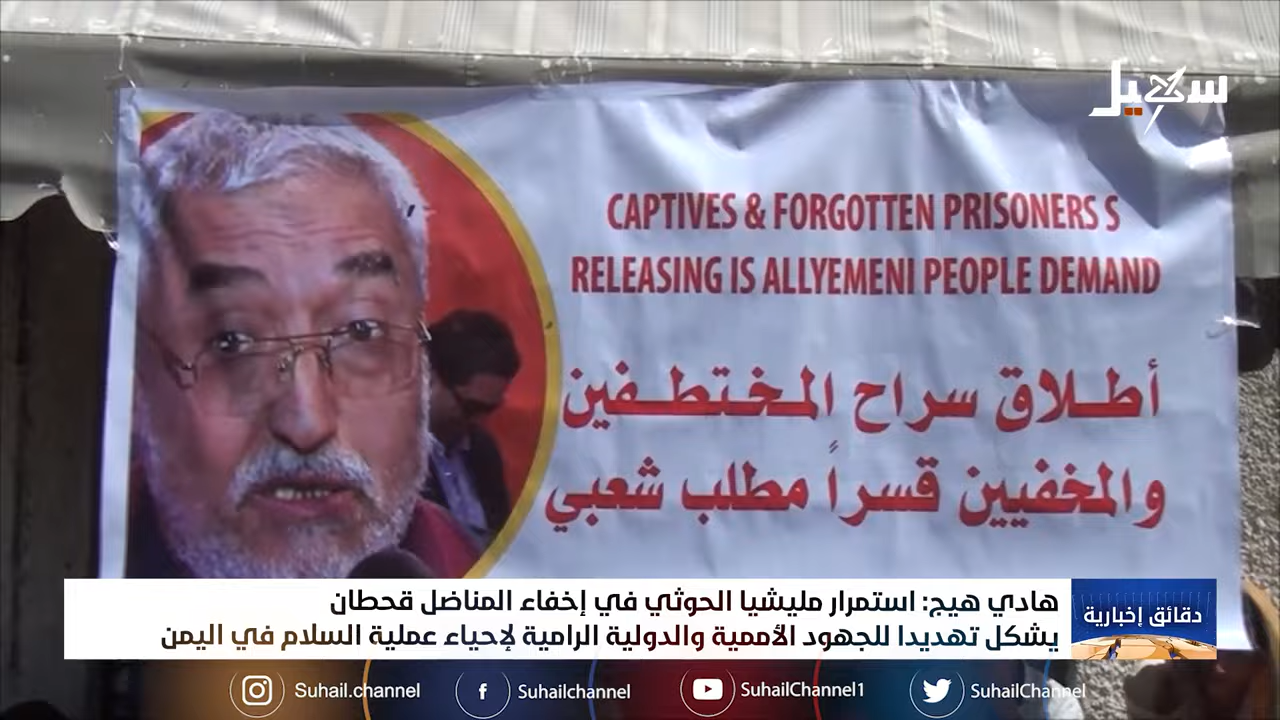 سهيل
CAPTIVES & FORGOTTEN PRISONERS S
RELEASING IS ALLYEMENI PEOPLE DEMAND
أطلاق سراح المختطفين
والمخفيين قسراً مطلب شعبي
دقائق إخبارية
هادي هيج: استمرار مليشيا الحوثي في إخفاء المناضل قحطان
يشكل تهديدا للجهود الأممية والدولية الرامية لإحياء عملية السلام في اليمن
Suhail.channel
SuhailChannel
SuhailChannel1
SuhailChannel